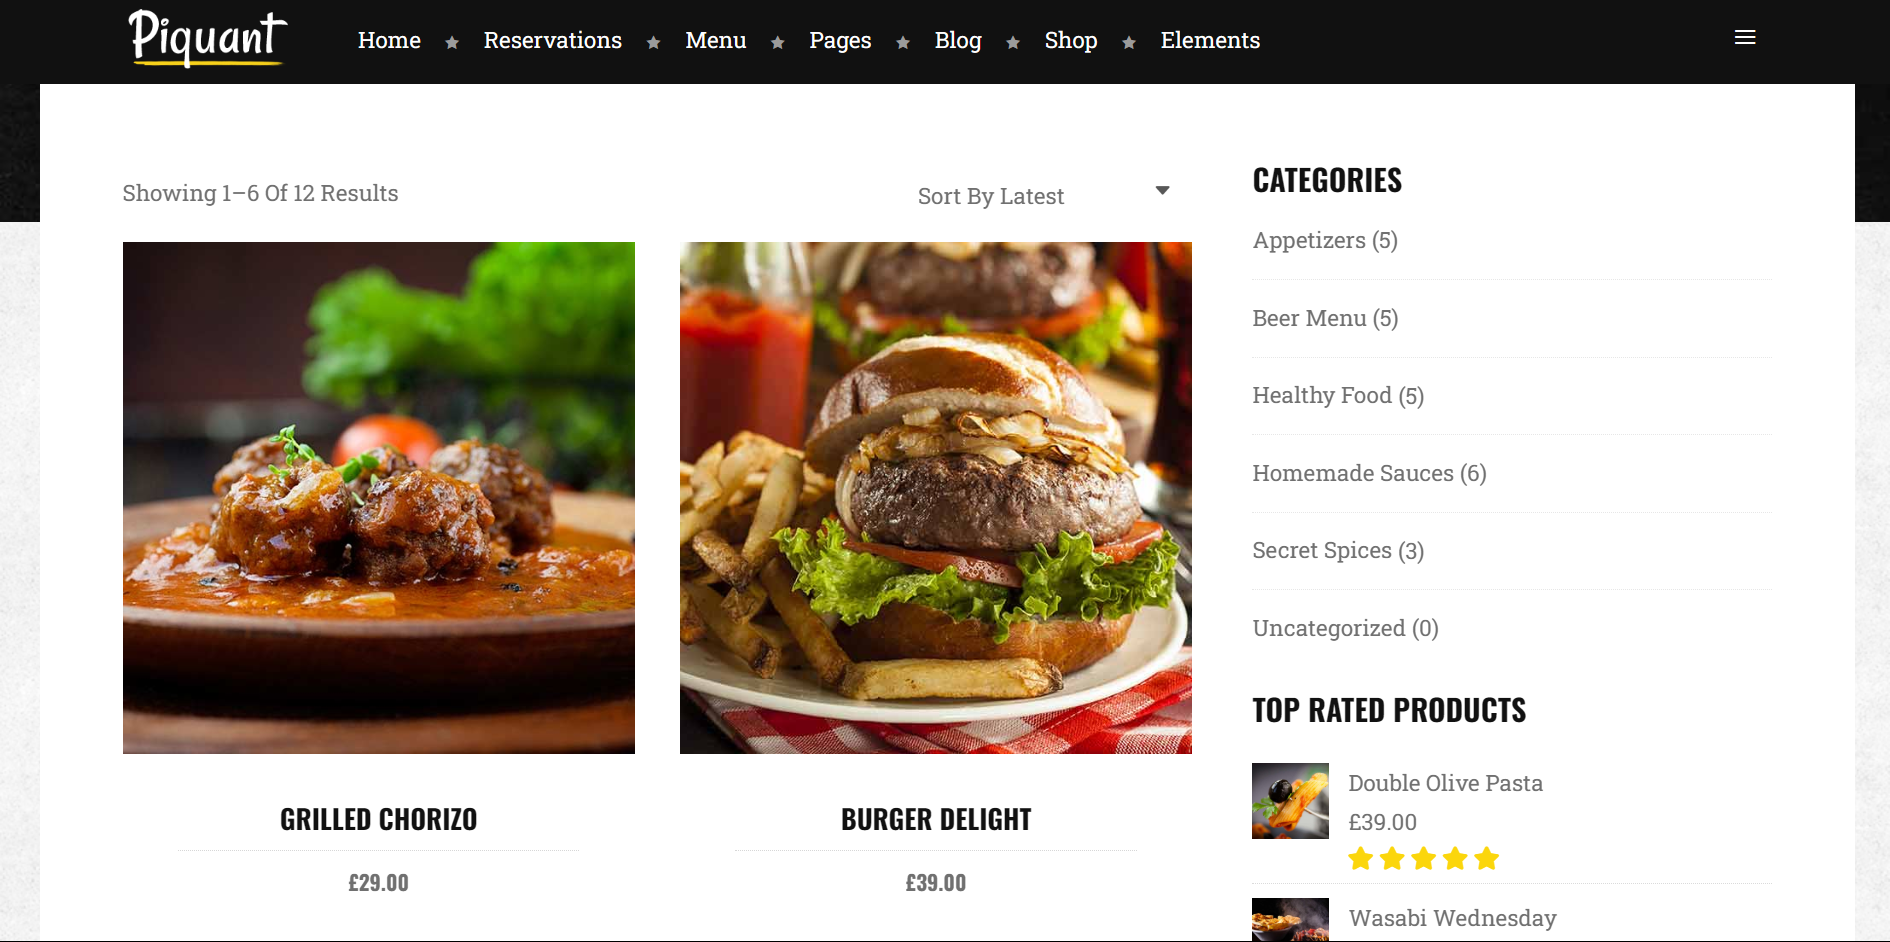 Piquant
Home Reservations Menu Pages Blog Shop Elements
Showing 1–6 Of 12 Results
Sort By Latest
GRILLED CHORIZO
£29.00
BURGER DELIGHT
£39.00
CATEGORIES
Appetizers (5)
Beer Menu (5)
Healthy Food (5)
Homemade Sauces (6)
Secret Spices (3)
Uncategorized (0)
TOP RATED PRODUCTS
Double Olive Pasta
£39.00
Wasabi Wednesday